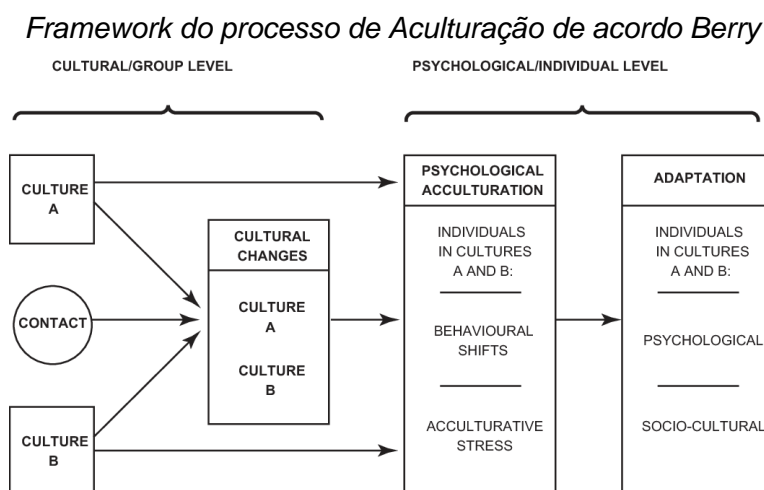 Framework do processo de Aculturação de acordo Berry
CULTURAL/GROUP LEVEL
PSYCHOLOGICAL/INDIVIDUAL LEVEL
CULTURE
A
CONTACT
CULTURE
B
CULTURAL
CHANGES
CULTURE
A
CULTURE
B
PSYCHOLOGICAL
ACCULTURATION
INDIVIDUALS
IN CULTURES
A AND B:
BEHAVIOURAL
SHIFTS
ACCULTURATIVE
STRESS
ADAPTATION
INDIVIDUALS
IN CULTURES
A AND B:
PSYCHOLOGICAL
SOCIO-CULTURAL